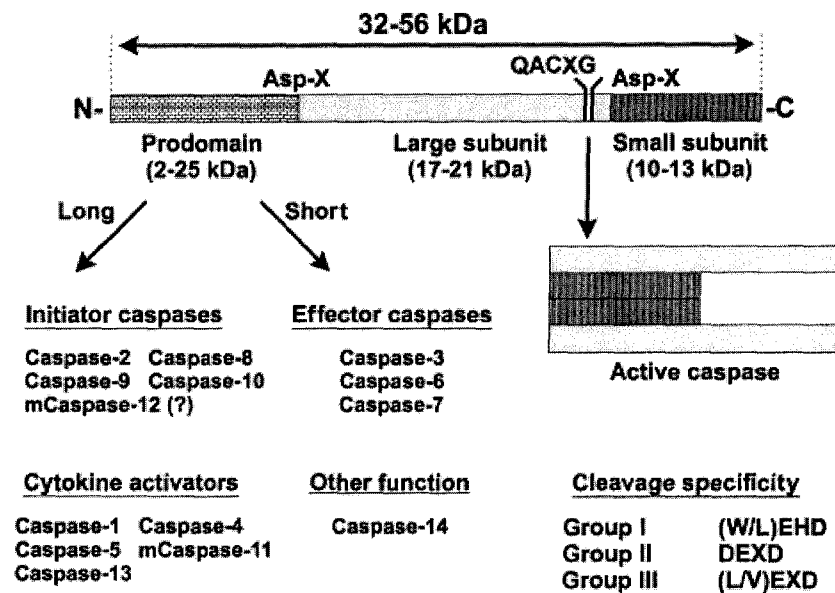 32-56 kDa
QACXG
Asp-X
Asp-X
N-
-C
Prodomain
(2-25 kDa)
Large subunit
(17-21 kDa)
Small subunit
(10-13 kDa)
Long
Short
Initiator caspases
Caspase-2 Caspase-8
Caspase-9 Caspase-10
mCaspase-12 (?)
Effector caspases
Caspase-3
Caspase-6
Caspase-7
Active caspase
Cytokine activators
Caspase-1 Caspase-4
Caspase-5 mCaspase-11
Caspase-13
Other function
Caspase-14
Cleavage specificity
Group I (W/L)EHD
Group II DEXD
Group III (L/V)EXD